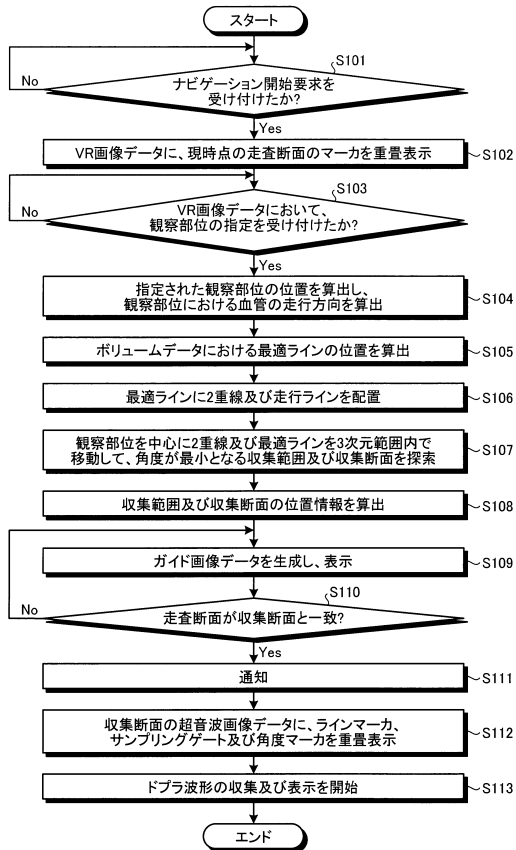 スタート
S101
ナビゲーション開始要求を
受け付けたか?
No
Yes
VR画像データに、現時点の走査断面のマーカを重畳表示
S102
S103
VR画像データにおいて、
観察部位の指定を受け付けたか?
No
Yes
指定された観察部位の位置を算出し、
観察部位における血管の走行方向を算出
S104
ボリュームデータにおける最適ラインの位置を算出
S105
最適ラインに2重線及び走行ラインを配置
S106
観察部位を中心に2重線及び最適ラインを3次元範囲内で
移動して、角度が最小となる収集範囲及び収集断面を探索
S107
収集範囲及び収集断面の位置情報を算出
S108
ガイド画像データを生成し、表示
S109
S110
走査断面が収集断面と一致?
No
Yes
通知
S111
収集断面の超音波画像データに、ラインマーカ、
サンプリングゲート及び角度マーカを重畳表示
S112
ドプラ波形の収集及び表示を開始
S113
エンド